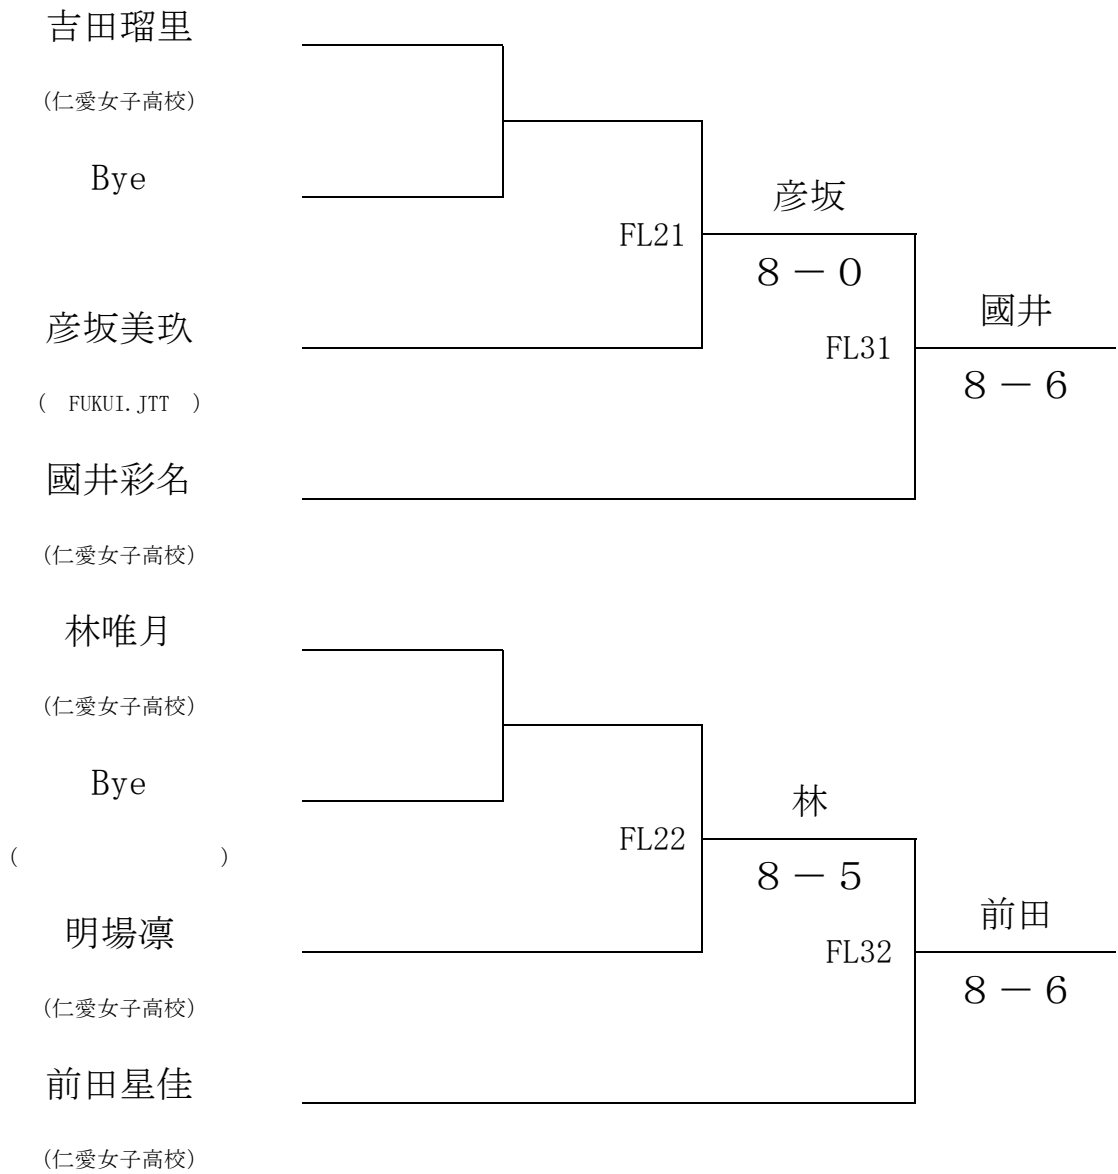 吉田瑠里
(仁愛女子高校)
Bye
彦坂
FL21
８－０
國井
彦坂美玖
FL31
８－６
(　FUKUI.JTT　)
國井彩名
(仁愛女子高校)
林唯月
(仁愛女子高校)
Bye
林
FL22
(　　　　　　　　　)
８－５
前田
明場凛
FL32
８－６
(仁愛女子高校)
前田星佳
(仁愛女子高校)